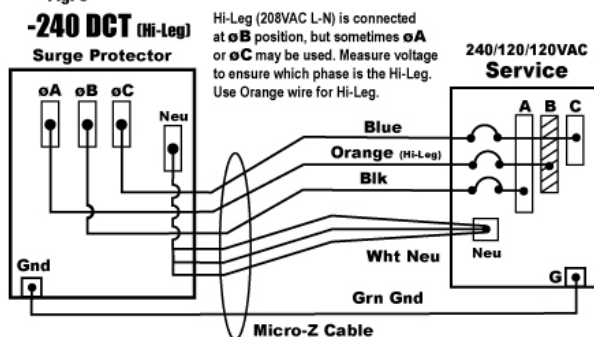 -240 DCT (Hi-Leg)
Surge Protector
Hi-Leg (208VAC L-N) is connected
at øB position, but sometimes øA
or øC may be used. Measure voltage
to ensure which phase is the Hi-Leg.
Use Orange wire for Hi-Leg.
240/120/120VAC
Service
øA øB øC
Neu
A B C
Blue
Orange (Hi-Leg)
Blk
Wht Neu
Neu
Gnd
G
Grn Gnd
Micro-Z Cable